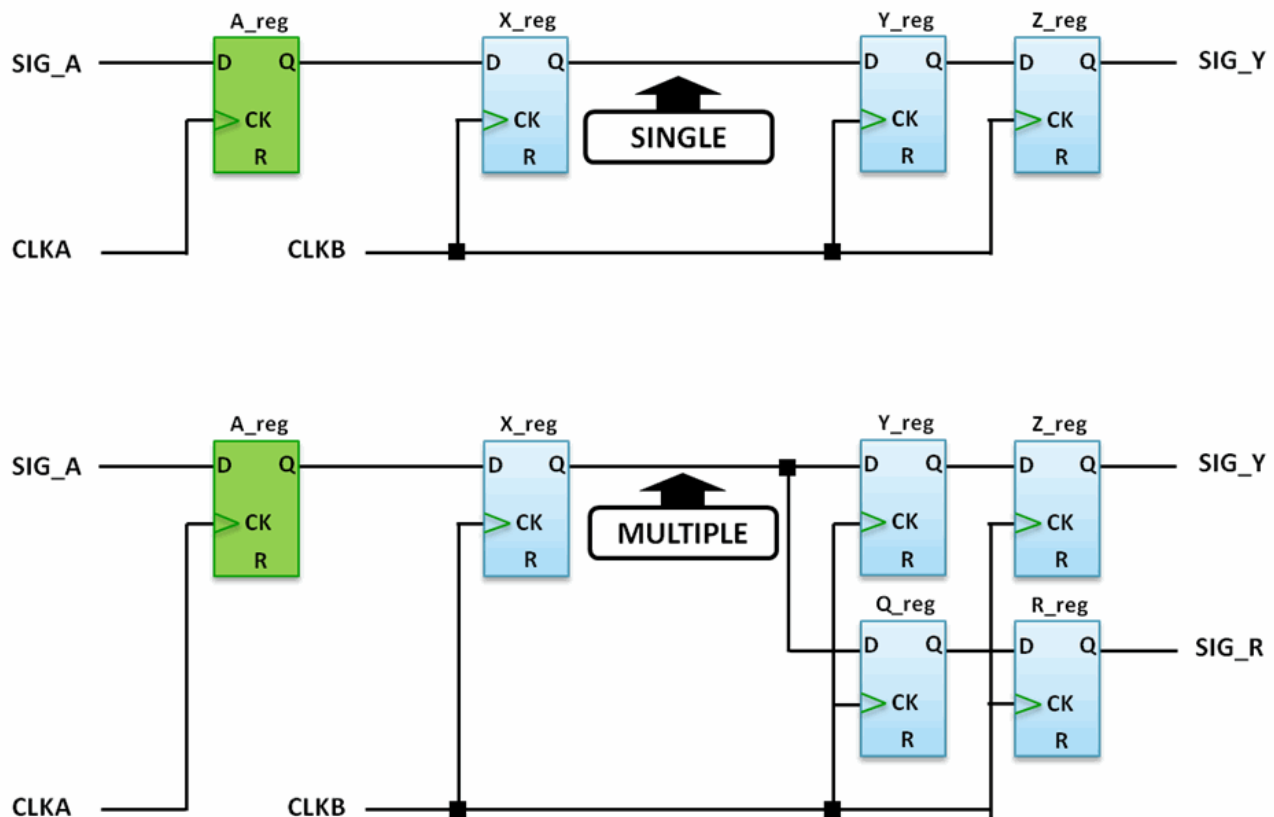 A_reg X_reg Y_reg Z_reg
SIG_A D Q D Q D Q D Q SIG_Y
CK CK CK CK
SINGLE
R R R R
CLKA CLKB
A_reg X_reg Y_reg Z_reg
SIG_A D Q D Q D Q D Q SIG_Y
CK CK CK CK
MULTIPLE
R R R R
Q_reg R_reg
D Q D Q SIG_R
CK CK
R R
CLKA CLKB